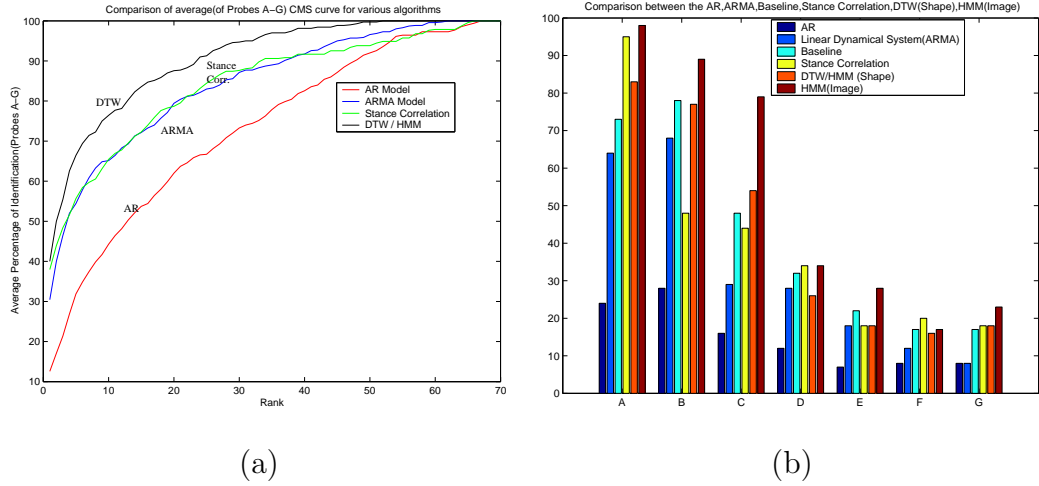 Comparison of average(of Probes A−G) CMS curve for various algorithms
100
90
80
70
60
50
40
30
20
10
Average Percentage of Identification(Probes A−G)
DTW
Stance
Corr.
ARMA
AR
AR Model
ARMA Model
Stance Correlation
DTW / HMM
0 10 20 30 40 50 60 70
Rank
(a)
Comparison between the AR,ARMA,Baseline,Stance Correlation,DTW(Shape),HMM(Image)
100
90
80
70
60
50
40
30
20
10
0
AR
Linear Dynamical System(ARMA)
Baseline
Stance Correlation
DTW/HMM (Shape)
HMM(Image)
A B C D E F G
(b)